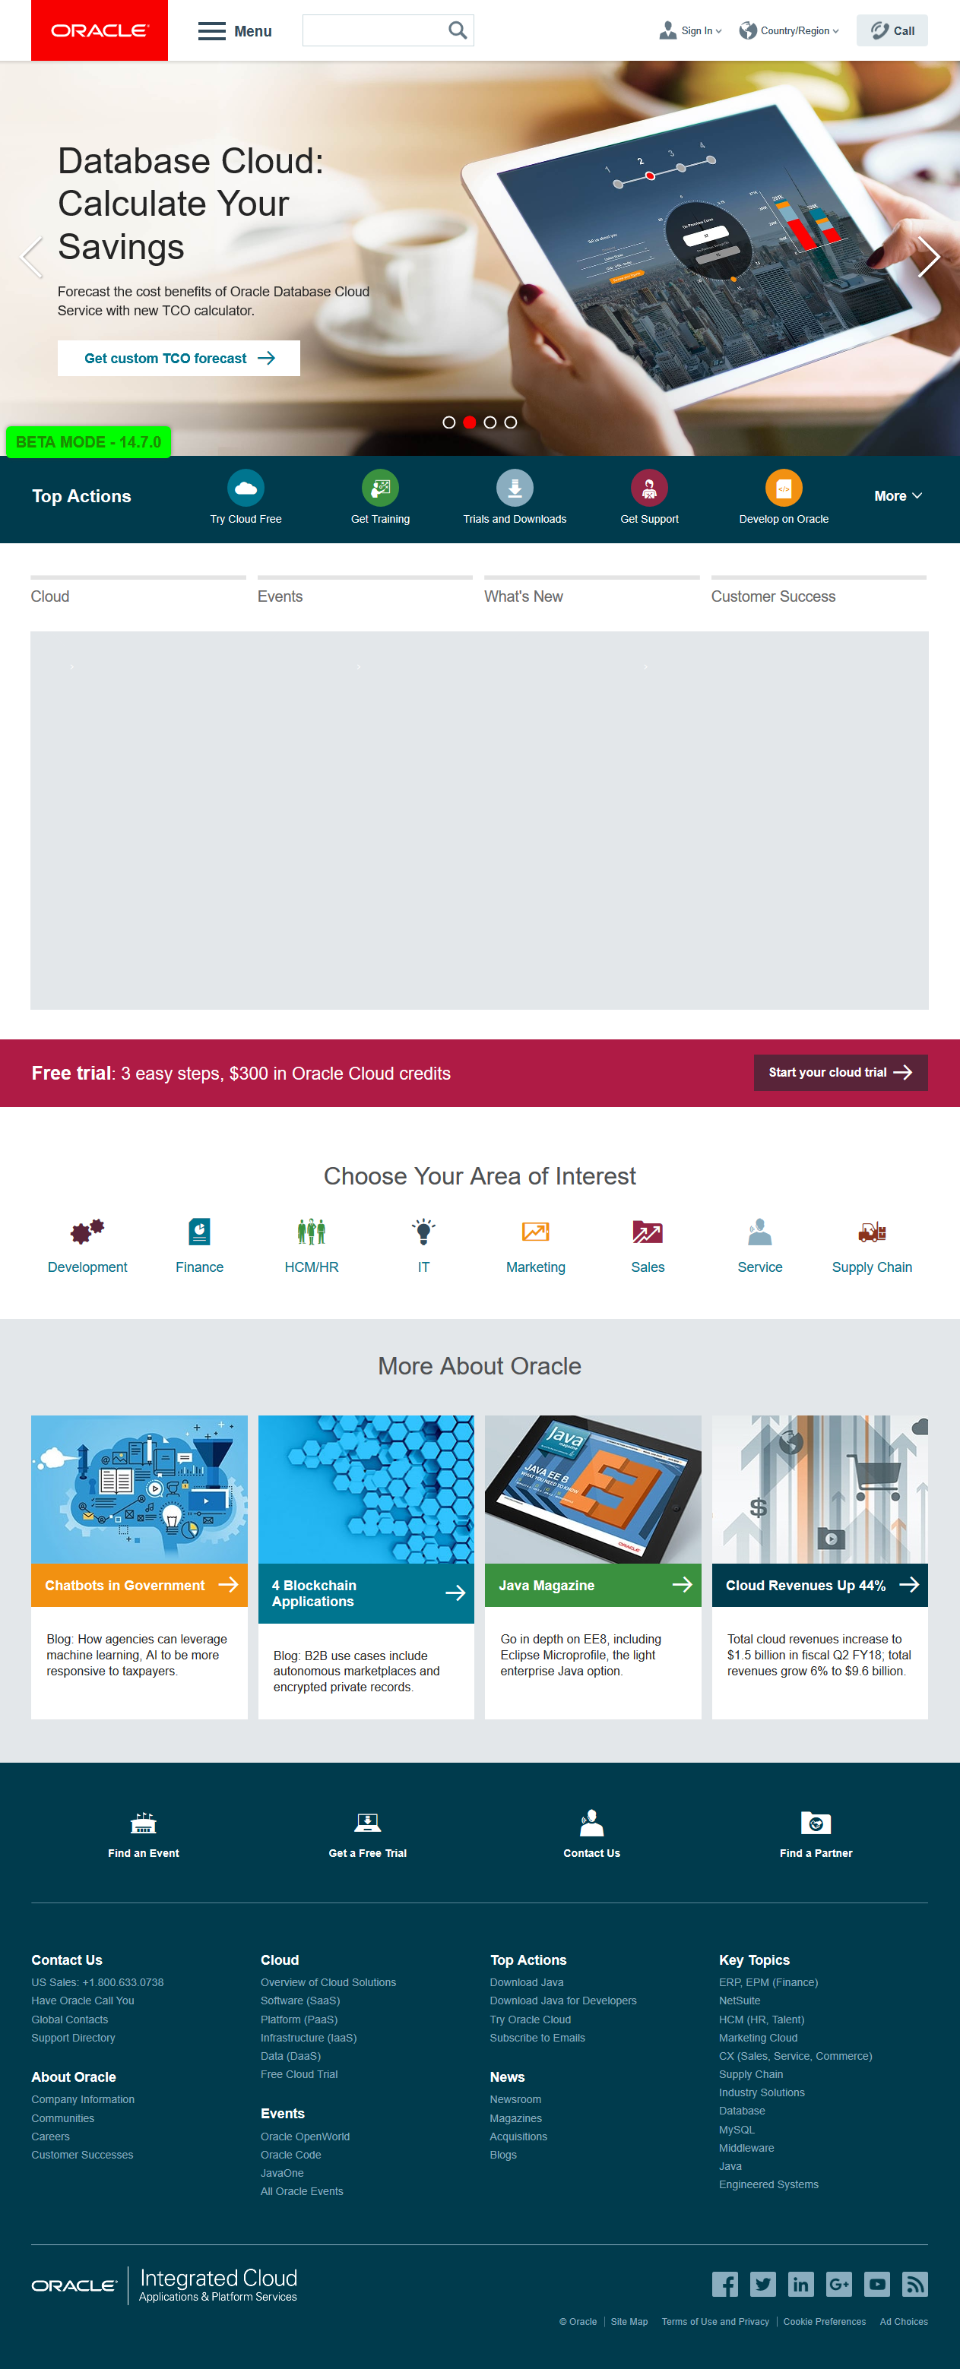 ORACLE
Menu
Sign In
Country/Region
Call
Database Cloud:
Calculate Your
Savings
Forecast the cost benefits of Oracle Database Cloud
Service with new TCO calculator.
Get custom TCO forecast
1 2 3 4
BETA MODE - 14.7.0
Top Actions
Try Cloud Free
Get Training
Trials and Downloads
Get Support
Develop on Oracle
More
Cloud
Events
What's New
Customer Success
Free trial: 3 easy steps, $300 in Oracle Cloud credits
Start your cloud trial
Choose Your Area of Interest
Development
Finance
HCM/HR
IT
Marketing
Sales
Service
Supply Chain
More About Oracle
Java
JAVA EE 8
WHAT YOU NEED TO KNOW
ORACLE
$
Chatbots in Government
Blog: How agencies can leverage
machine learning, AI to be more
responsive to taxpayers.
4 Blockchain
Applications
Blog: B2B use cases include
autonomous marketplaces and
encrypted private records.
Java Magazine
Go in depth on EE8, including
Eclipse Microprofile, the light
enterprise Java option.
Cloud Revenues Up 44%
Total cloud revenues increase to
$1.5 billion in fiscal Q2 FY18; total
revenues grow 6% to $9.6 billion.
Find an Event
Get a Free Trial
Contact Us
Find a Partner
Contact Us
US Sales: +1.800.633.0738
Have Oracle Call You
Global Contacts
Support Directory
About Oracle
Company Information
Communities
Careers
Customer Successes
Cloud
Overview of Cloud Solutions
Software (SaaS)
Platform (PaaS)
Infrastructure (IaaS)
Data (DaaS)
Free Cloud Trial
Events
Oracle OpenWorld
Oracle Code
JavaOne
All Oracle Events
Top Actions
Download Java
Download Java for Developers
Try Oracle Cloud
Subscribe to Emails
News
Newsroom
Magazines
Acquisitions
Blogs
Key Topics
ERP, EPM (Finance)
NetSuite
HCM (HR, Talent)
Marketing Cloud
CX (Sales, Service, Commerce)
Supply Chain
Industry Solutions
Database
MySQL
Middleware
Java
Engineered Systems
ORACLE
Integrated Cloud
Applications & Platform Services
© Oracle
Site Map
Terms of Use and Privacy
Cookie Preferences
Ad Choices